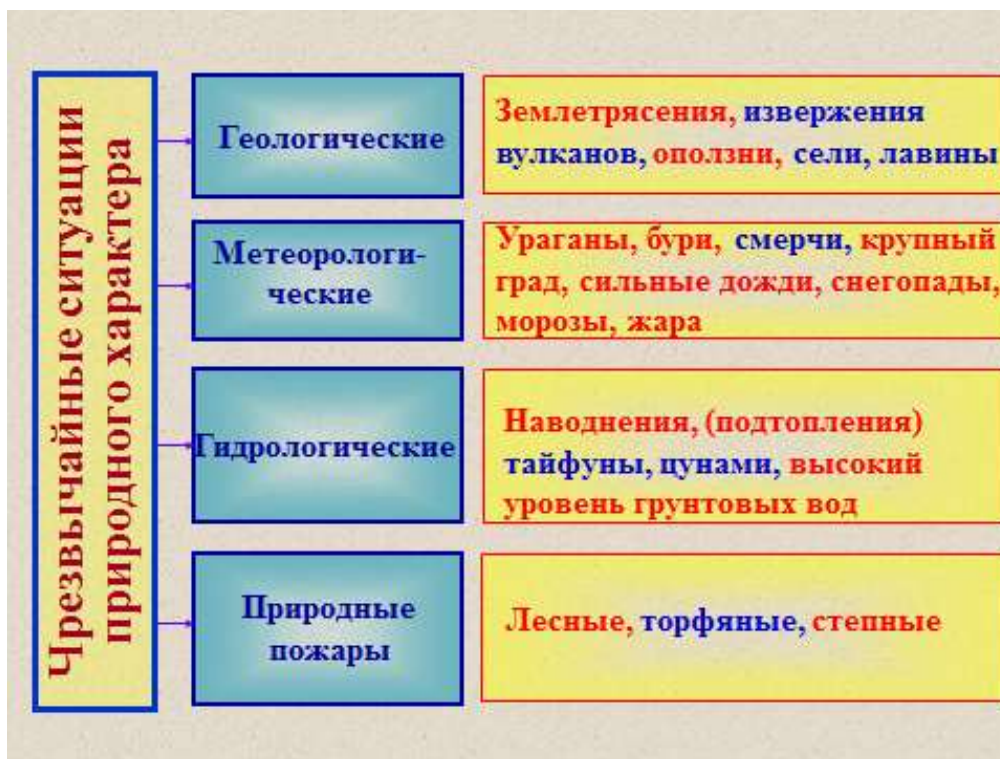 Чрезвычайные ситуации
природного характера
Геологические
Землетрясения, извержения
вулканов, оползни, сели, лавины
Метеорологи-
ческие
Ураганы, бури, смерчи, крупный
град, сильные дожди, снегопады,
морозы, жара
Гидрологические
Наводнения, (подтопления)
тайфуны, цунами, высокий
уровень грунтовых вод
Природные
пожары
Лесные, торфяные, степные